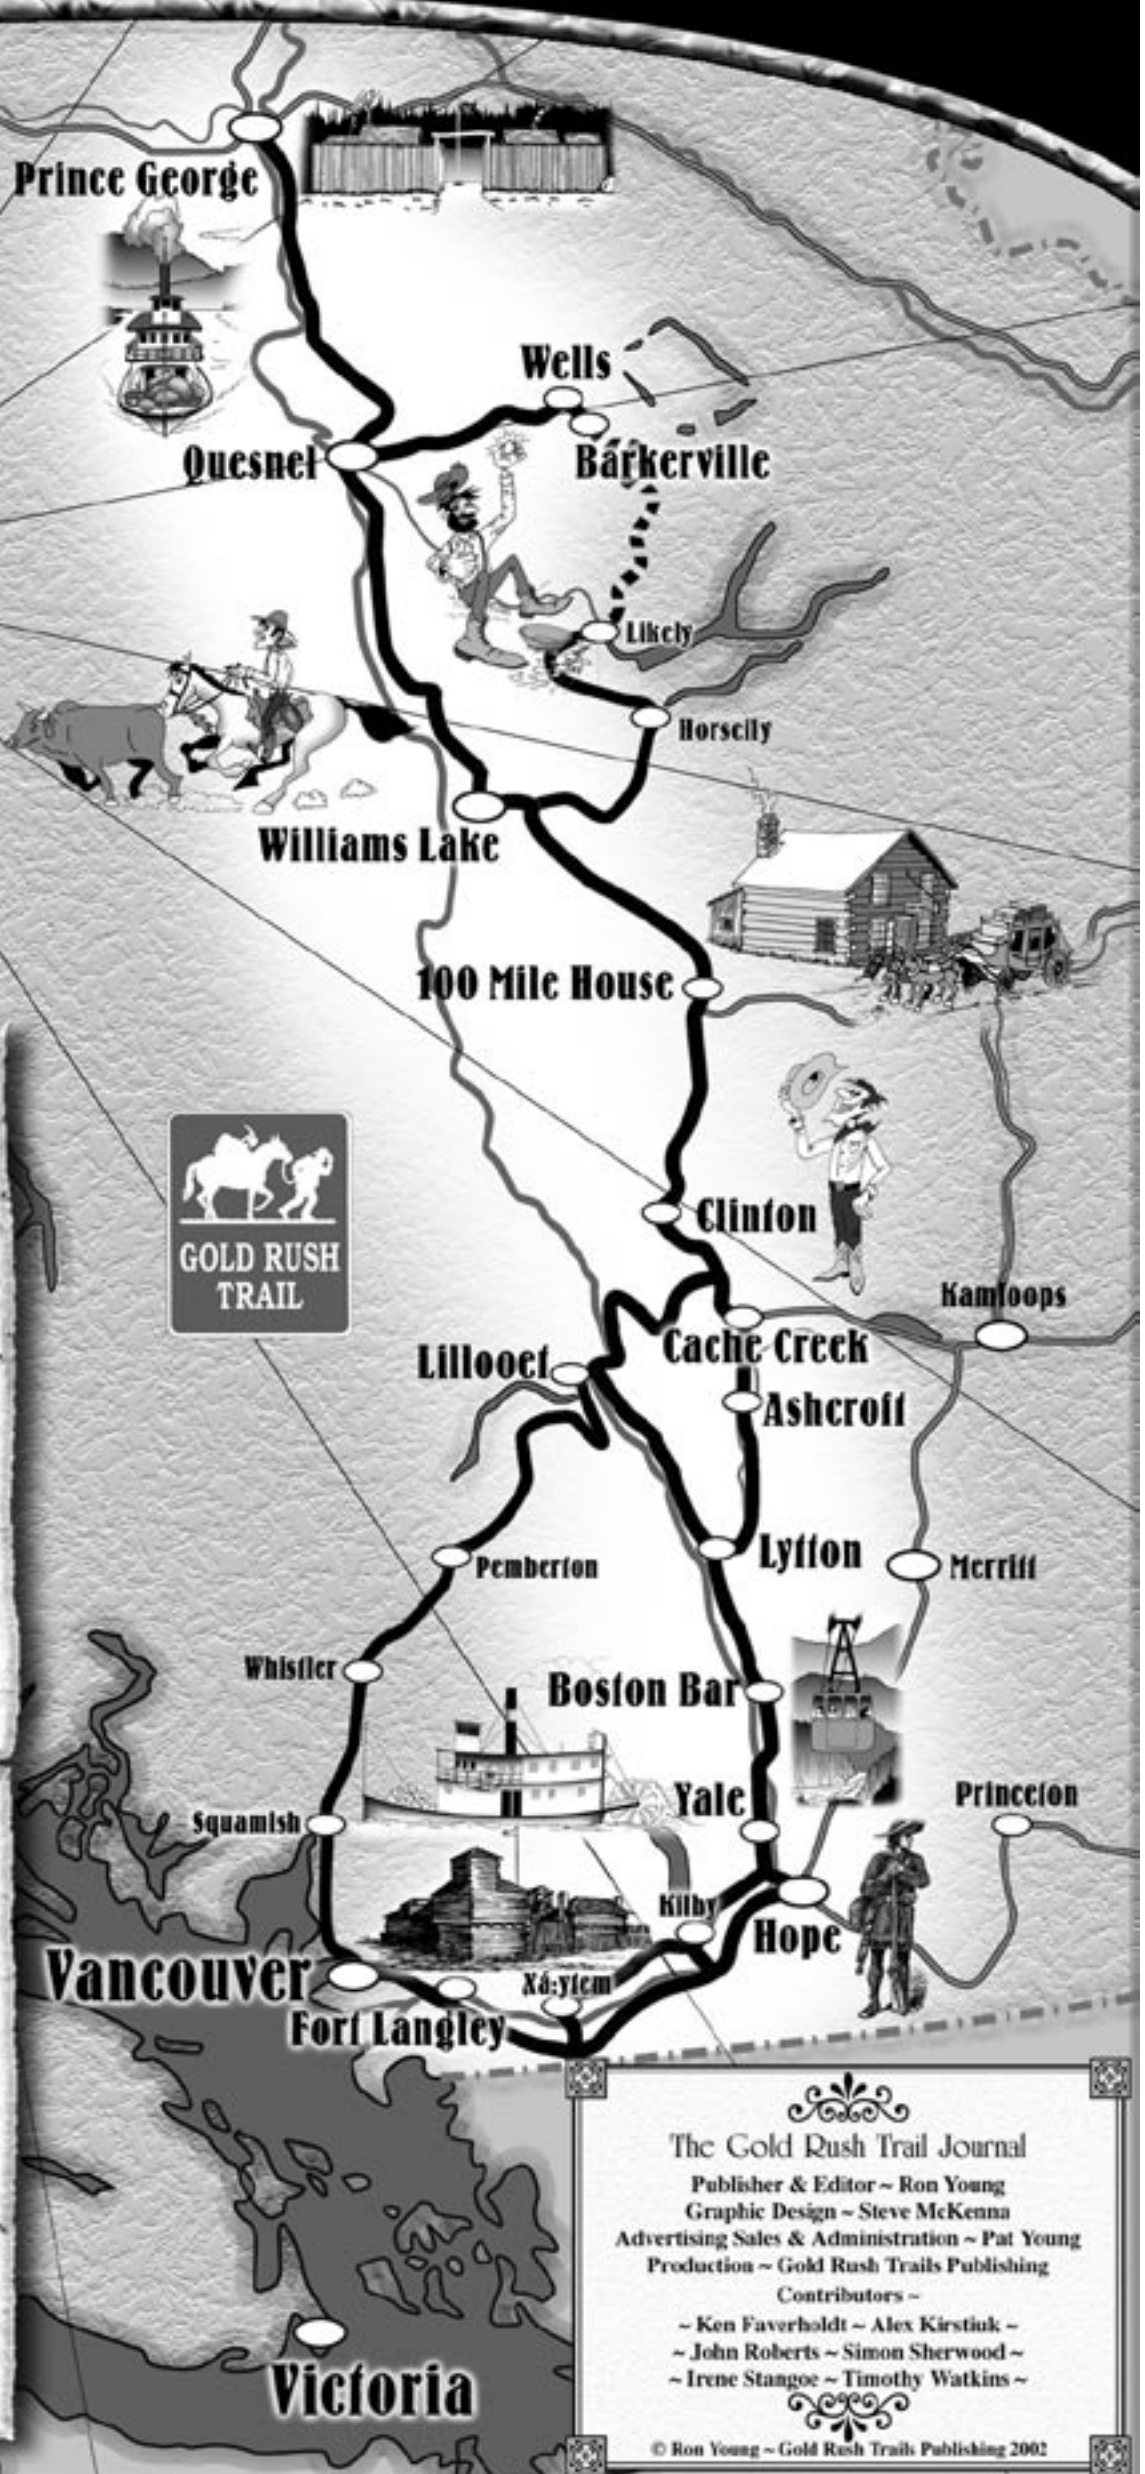 Prince George
Wells
Quesnel
Barkerville
Likely
Horsefly
Williams Lake
100 Mile House
GOLD RUSH
TRAIL
Clinton
Kamloops
Cache Creek
Lillooet
Ashcroft
Lytton
Merritt
Pemberton
Whistler
Boston Bar
Yale
Princeton
Squamish
Kilby
Hope
Vancouver
Xá:ytem
Fort Langley
The Gold Rush Trail Journal
Publisher & Editor ~ Ron Young
Graphic Design ~ Steve McKenna
Advertising Sales & Administration ~ Pat Young
Production ~ Gold Rush Trails Publishing
Contributors ~
~ Ken Faverholdt ~ Alex Kirstiuk ~
~ John Roberts ~ Simon Sherwood ~
~ Irene Stangoe ~ Timothy Watkins ~
© Ron Young ~ Gold Rush Trails Publishing 2002
Victoria